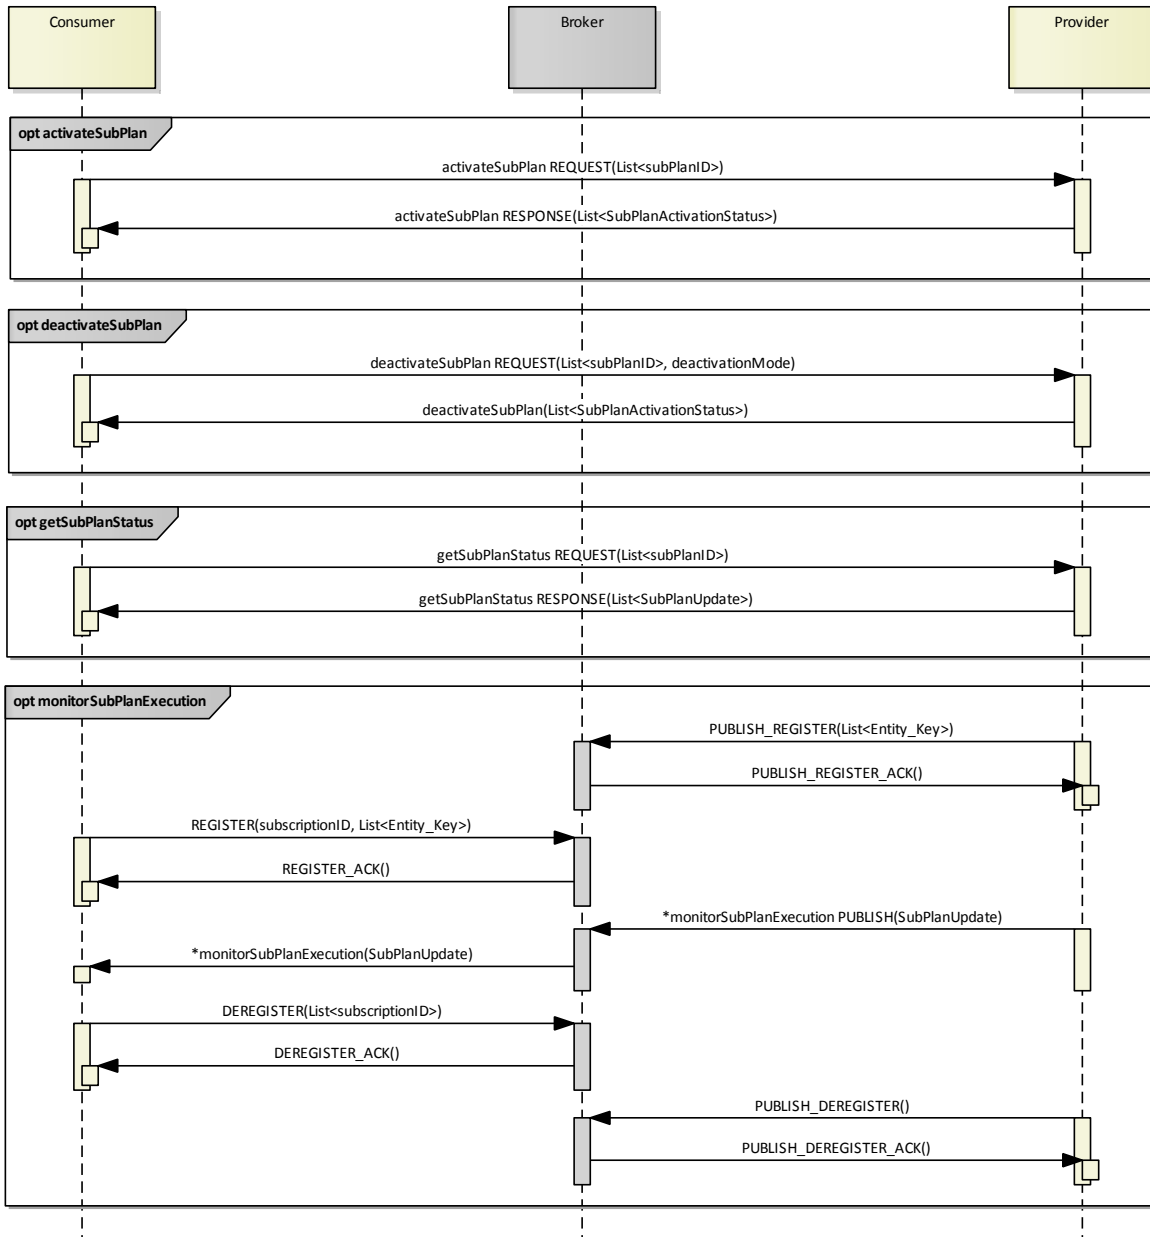 Consumer
Broker
Provider
opt activateSubPlan
activateSubPlan REQUEST(List<subPlanID>)
activateSubPlan RESPONSE(List<SubPlanActivationStatus>)
opt deactivateSubPlan
deactivateSubPlan REQUEST(List<subPlanID>, deactivationMode)
deactivateSubPlan(List<SubPlanActivationStatus>)
opt getSubPlanStatus
getSubPlanStatus REQUEST(List<subPlanID>)
getSubPlanStatus RESPONSE(List<SubPlanUpdate>)
opt monitorSubPlanExecution
PUBLISH_REGISTER(List<Entity_Key>)
PUBLISH_REGISTER_ACK()
REGISTER(subscriptionID, List<Entity_Key>)
REGISTER_ACK()
*monitorSubPlanExecution PUBLISH(SubPlanUpdate)
*monitorSubPlanExecution(SubPlanUpdate)
DEREGISTER(List<subscriptionID>)
DEREGISTER_ACK()
PUBLISH_DEREGISTER()
PUBLISH_DEREGISTER_ACK()